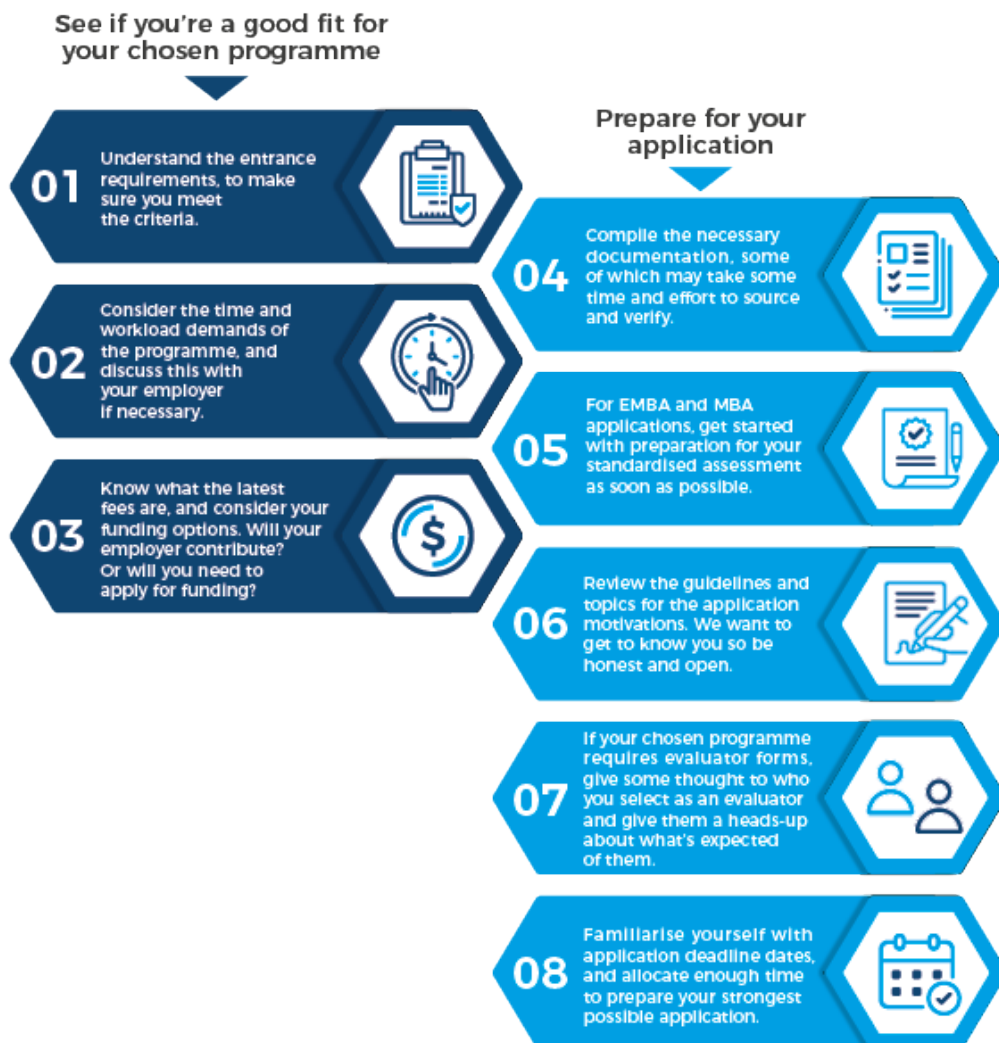 See if you're a good fit for
your chosen programme
01
Understand the entrance
requirements, to make
sure you meet
the criteria.
02
Consider the time and
workload demands of
the programme, and
discuss this with
your employer
if necessary.
03
Know what the latest
fees are, and consider your
funding options. Will your
employer contribute?
Or will you need to
apply for funding?
$
Prepare for your
application
04
Compile the necessary
documentation, some
of which may take some
time and effort to source
and verify.
05
For EMBA and MBA
applications, get started
with preparation for your
standardised assessment
as soon as possible.
06
Review the guidelines and
topics for the application
motivations. We want to
get to know you so be
honest and open.
07
If your chosen programme
requires evaluator forms,
give some thought to who
you select as an evaluator
and give them a heads-up
about what's expected
of them.
08
Familiarise yourself with
application deadline dates,
and allocate enough time
to prepare your strongest
possible application.